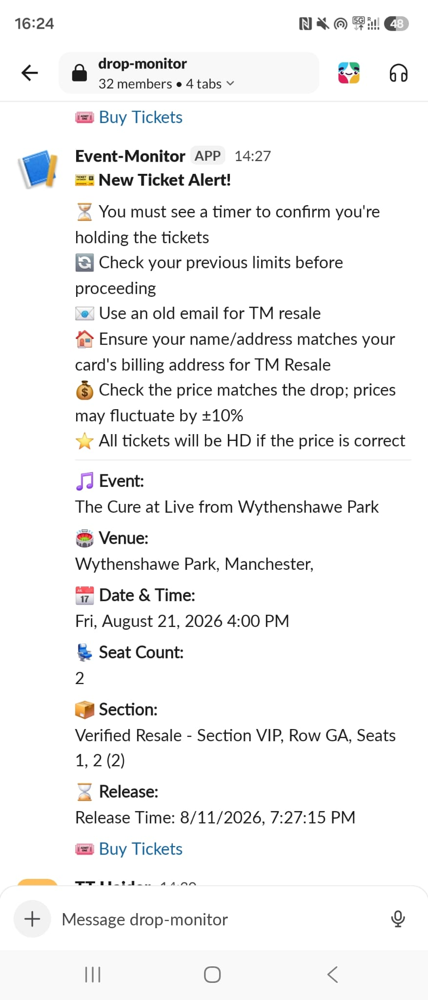 16:24
5G R 48
drop-monitor
32 members • 4 tabs
Buy Tickets
Event-Monitor APP 14:27
New Ticket Alert!
You must see a timer to confirm you're
holding the tickets
Check your previous limits before
proceeding
Use an old email for TM resale
Ensure your name/address matches your
card's billing address for TM Resale
Check the price matches the drop; prices
may fluctuate by ±10%
All tickets will be HD if the price is correct
Event:
The Cure at Live from Wythenshawe Park
Venue:
Wythenshawe Park, Manchester,
Date & Time:
Fri, August 21, 2026 4:00 PM
Seat Count:
2
Section:
Verified Resale - Section VIP, Row GA, Seats
1, 2 (2)
Release:
Release Time: 8/11/2026, 7:27:15 PM
Buy Tickets
Message drop-monitor